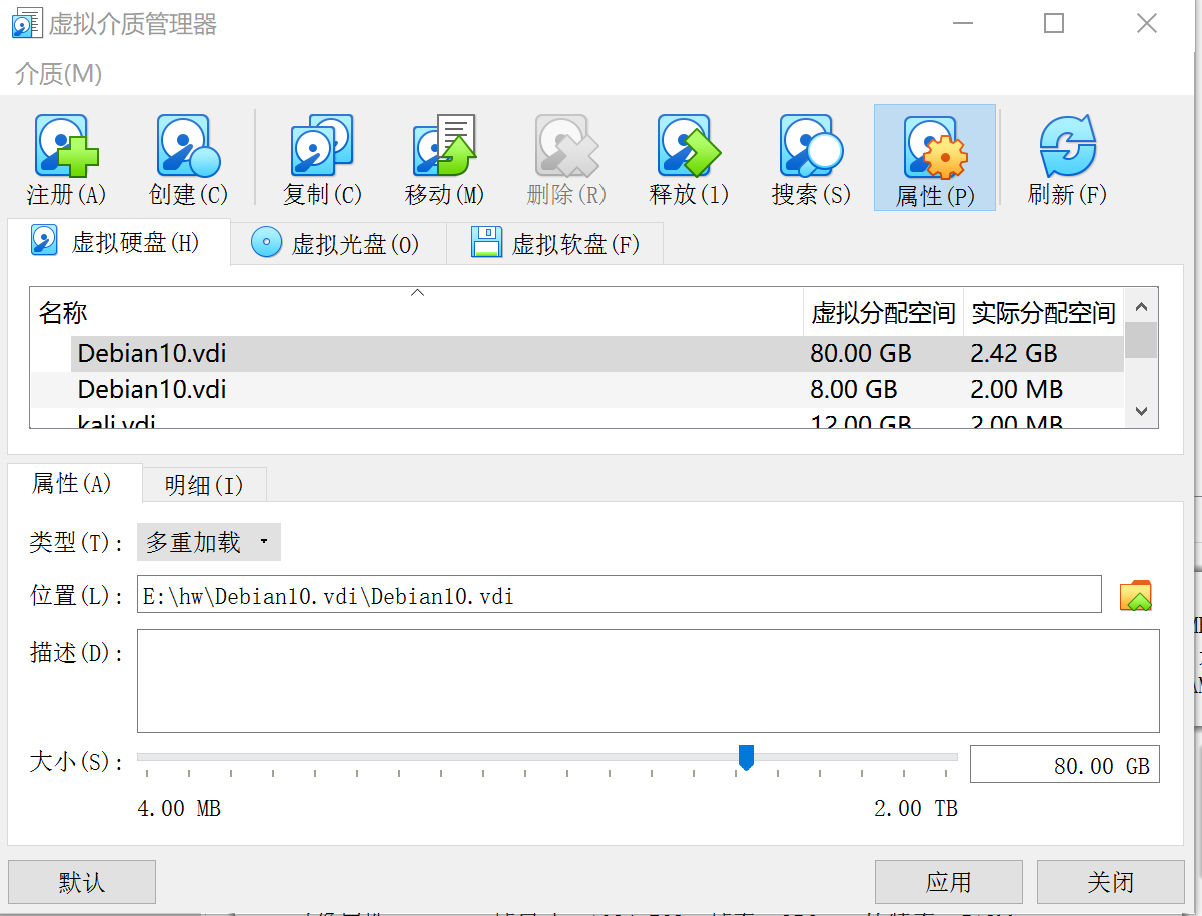 虚拟介质管理器
介质(M)
注册(A) 创建(C) 复制(C) 移动(M) 删除(R) 释放(l) 搜索(S) 属性(P) 刷新(F)
虚拟硬盘(H) 虚拟光盘(O) 虚拟软盘(F)
名称 虚拟分配空间 实际分配空间
Debian10.vdi 80.00 GB 2.42 GB
Debian10.vdi 8.00 GB 2.00 MB
kali.vdi 12.00 GB 2.00 MB
属性(A) 明细(I)
类型(T): 多重加载
位置(L): E:\hw\Debian10.vdi\Debian10.vdi
描述(D):
大小(S): 80.00 GB
4.00 MB 2.00 TB
默认 应用 关闭